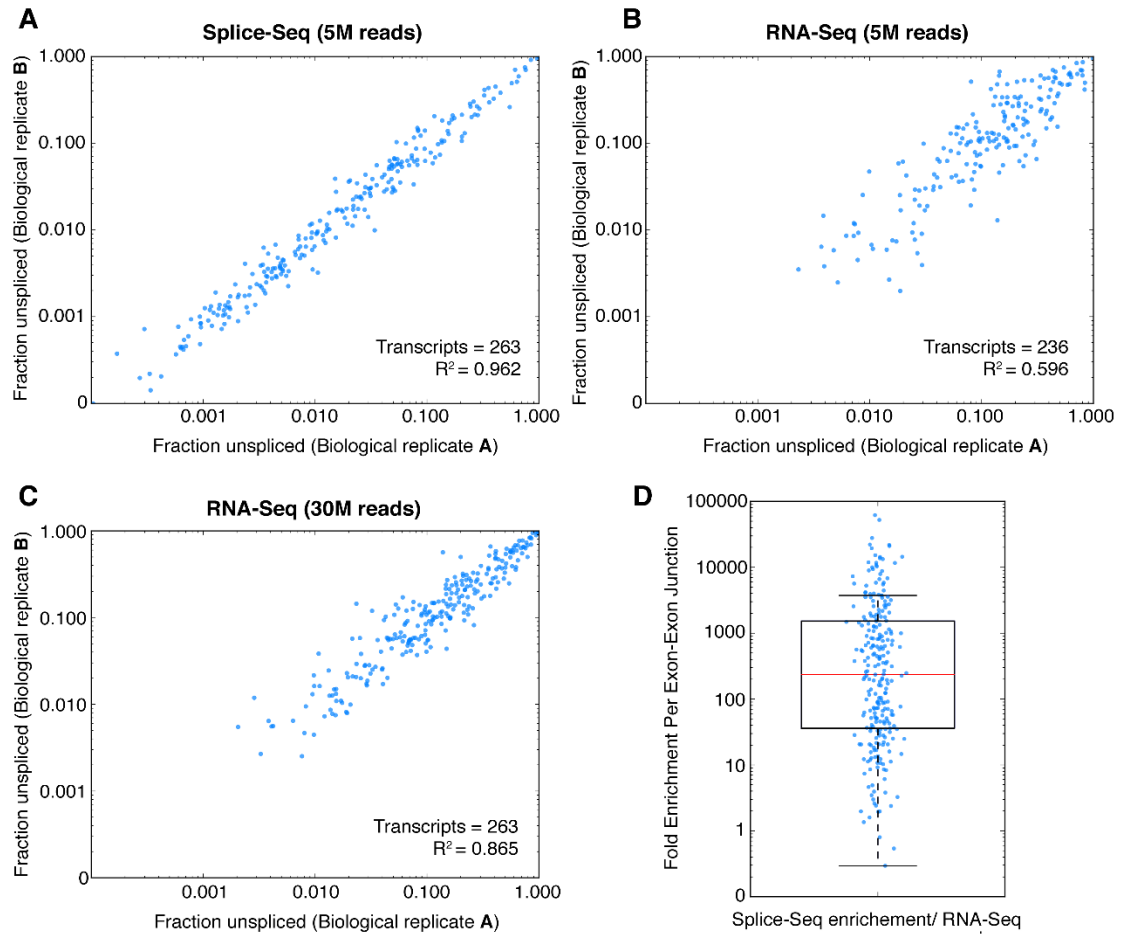 A
Splice-Seq (5M reads)
Fraction unspliced (Biological replicate B)
1.000
0.100
0.010
0.001
0
0.001
0.010
0.100
1.000
Transcripts = 263
R² = 0.962
Fraction unspliced (Biological replicate A)
B
RNA-Seq (5M reads)
Fraction unspliced (Biological replicate B)
1.000
0.100
0.010
0.001
0
0.001
0.010
0.100
1.000
Transcripts = 236
R² = 0.596
Fraction unspliced (Biological replicate A)
C
RNA-Seq (30M reads)
Fraction unspliced (Biological replicate B)
1.000
0.100
0.010
0.001
0
0.001
0.010
0.100
1.000
Transcripts = 263
R² = 0.865
Fraction unspliced (Biological replicate A)
D
Fold Enrichment Per Exon-Exon Junction
100000
10000
1000
100
10
1
0
Splice-Seq enrichement/ RNA-Seq